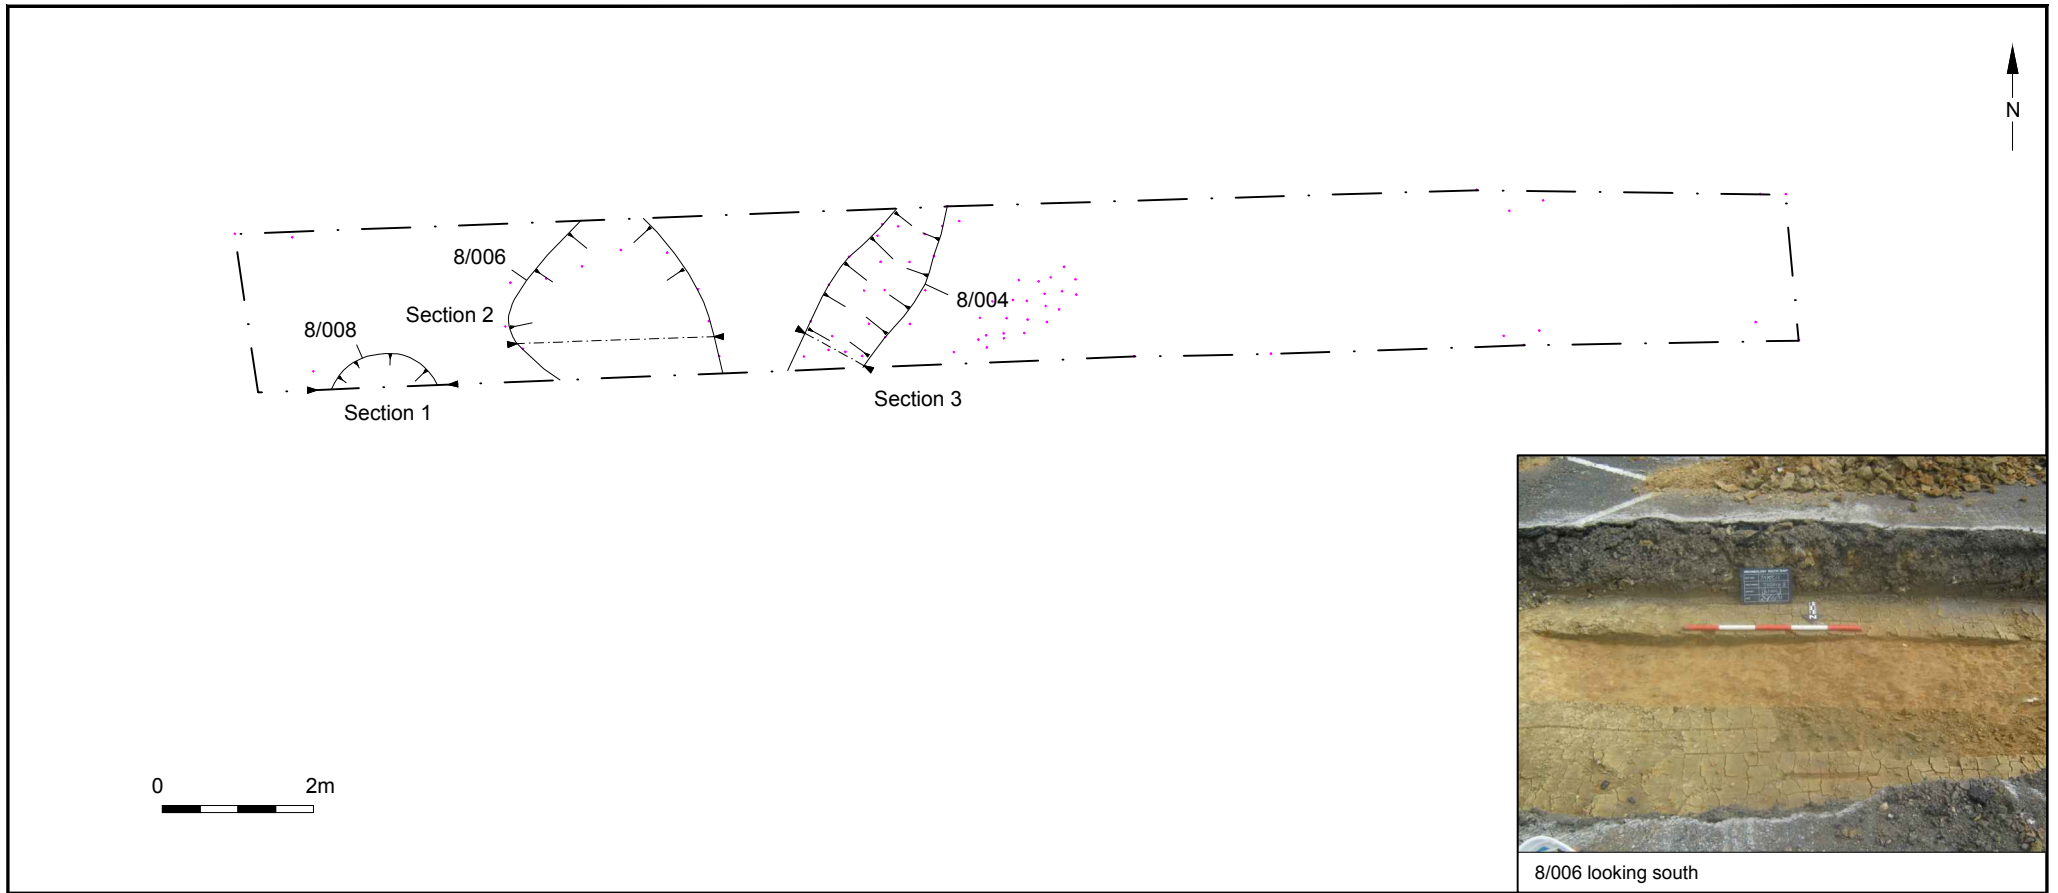 N
8/006
8/004
Section 2
8/008
Section 3
Section 1
0 2m
8/006 looking south